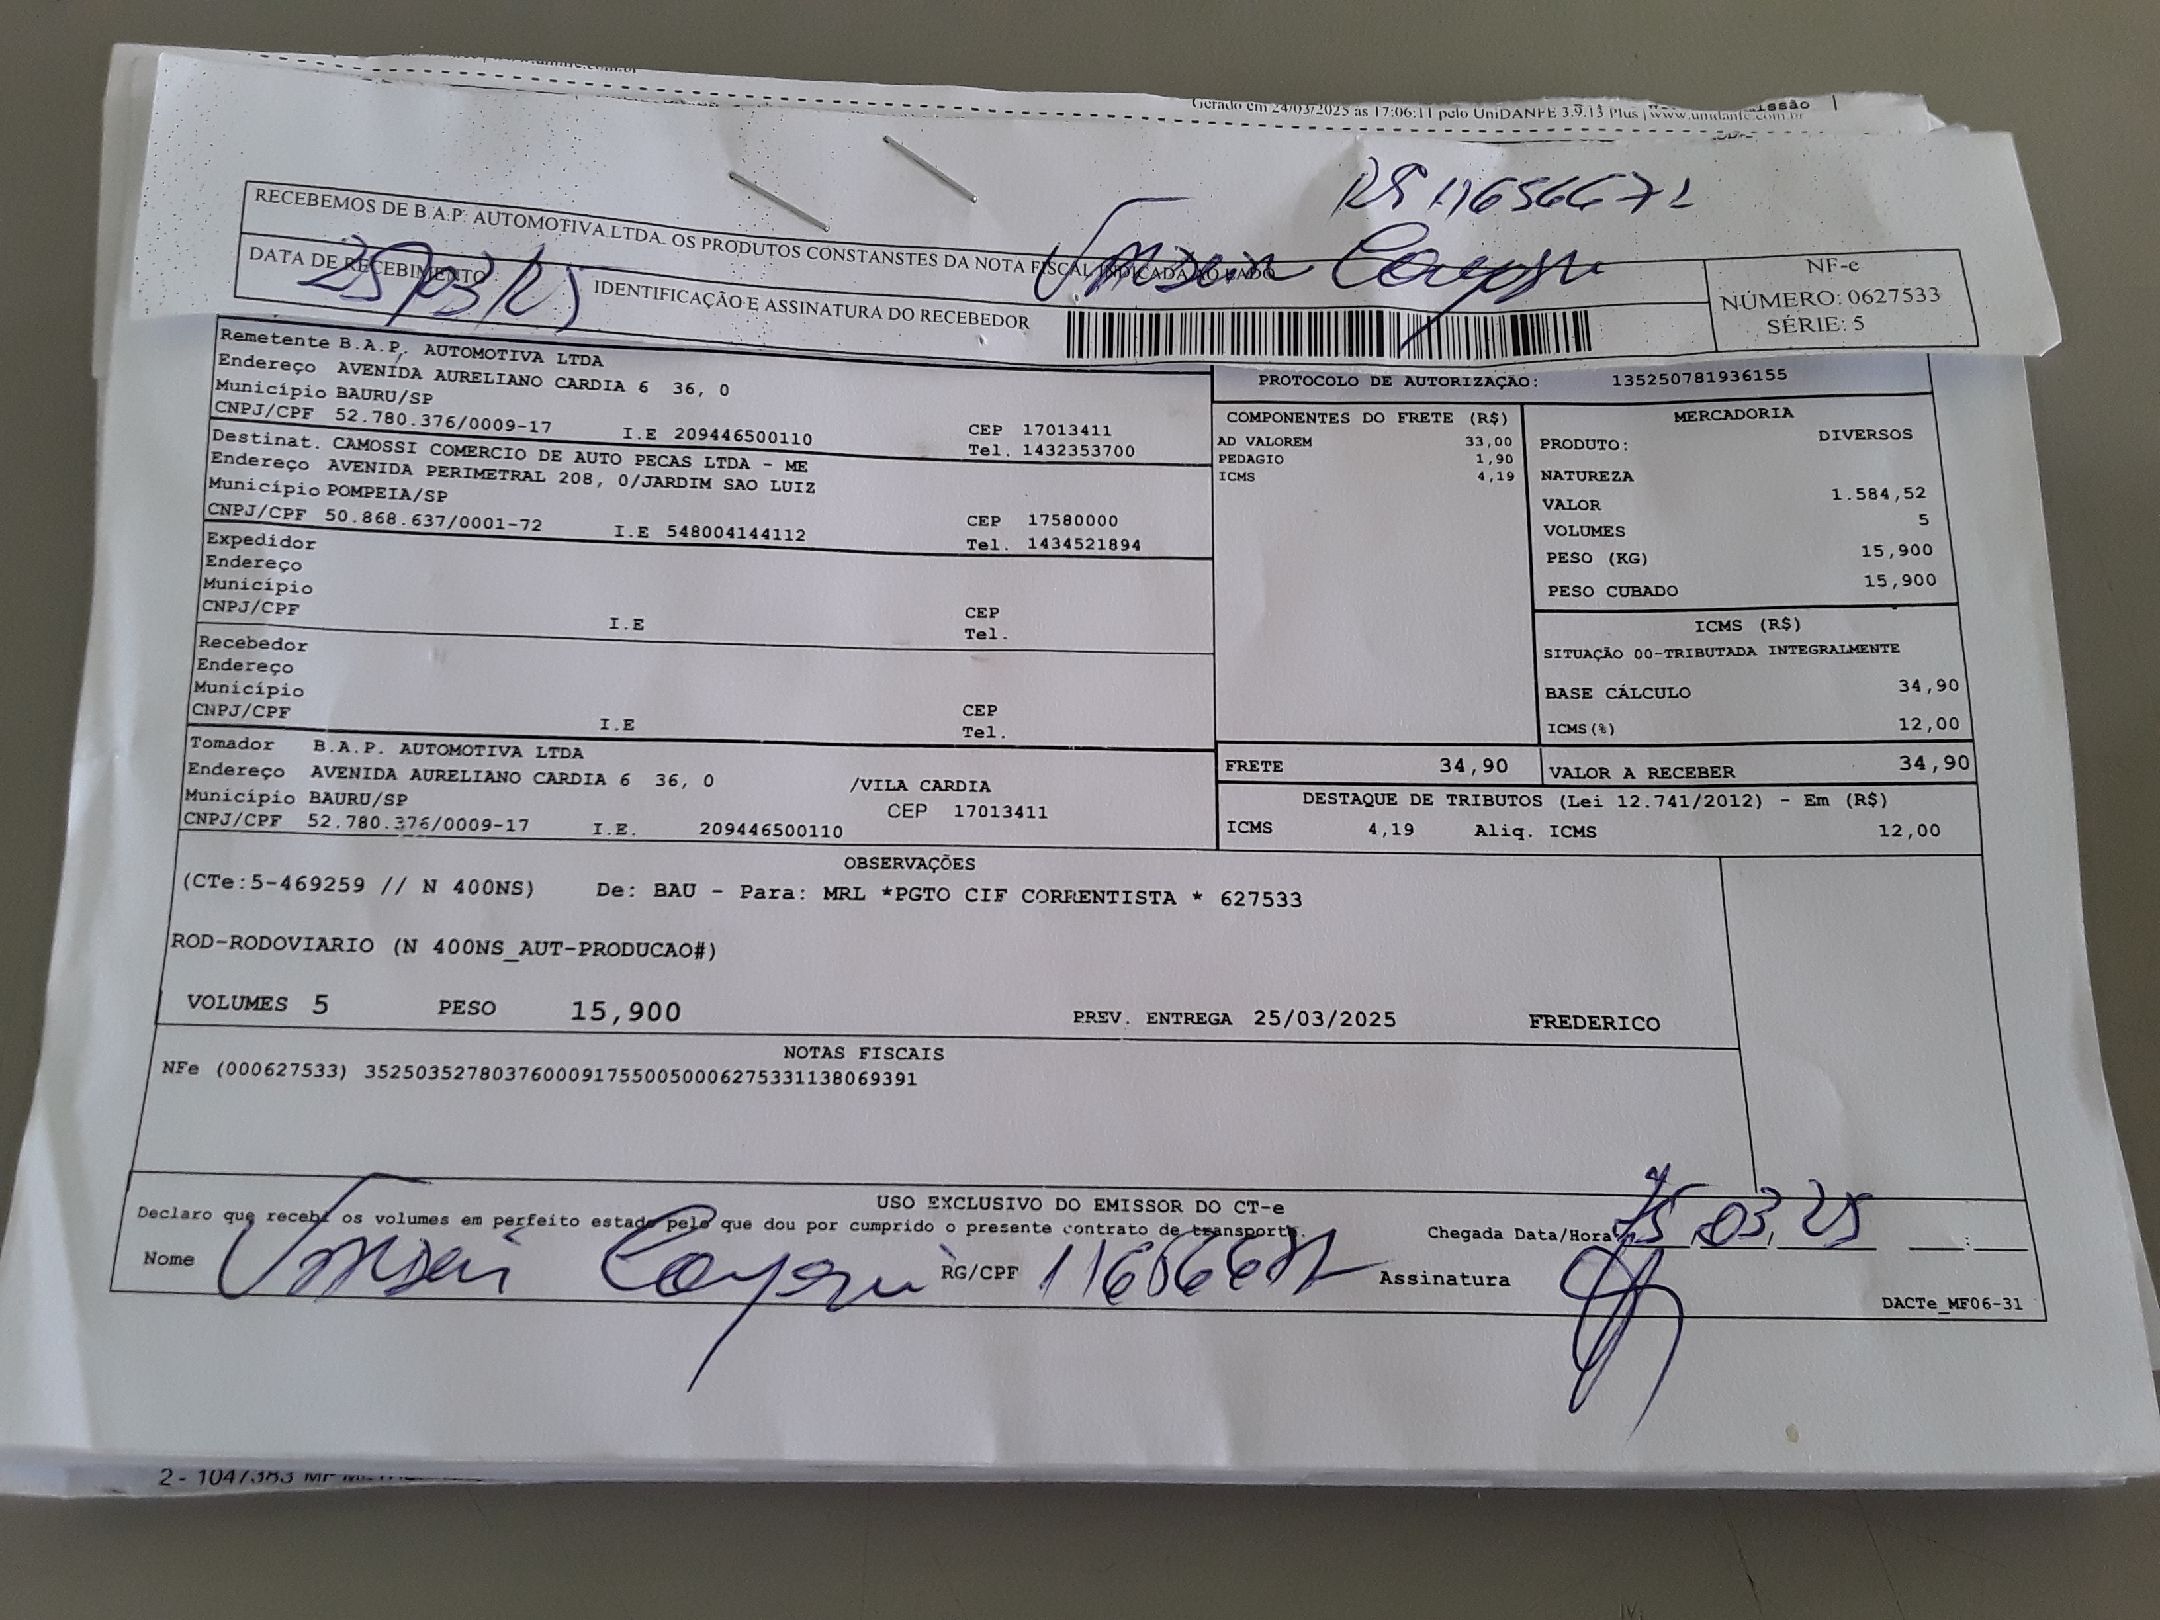 Gerado em 24/03/2025 as 17:06:11 pelo UniDANFE 3.9.13 Plus | www.unidanfe.com.br
RECEBEMOS DE B.A.P. AUTOMOTIVA LTDA. OS PRODUTOS CONSTANSTES DA NOTA FISCAL INDICADA AO LADO
DATA DE RECEBIMENTO
25/03/25
IDENTIFICAÇÃO E ASSINATURA DO RECEBEDOR
NF-e
NÚMERO: 0627533
SÉRIE: 5
Remetente B.A.P. AUTOMOTIVA LTDA
Endereço AVENIDA AURELIANO CARDIA 6 36, 0
Município BAURU/SP
CNPJ/CPF 52.780.376/0009-17 I.E 209446500110 CEP 17013411
Tel. 1432353700
Destinat. CAMOSSI COMERCIO DE AUTO PECAS LTDA - ME
Endereço AVENIDA PERIMETRAL 208, 0/JARDIM SAO LUIZ
Município POMPEIA/SP
CNPJ/CPF 50.868.637/0001-72 I.E 548004144112 CEP 17580000
Tel. 1434521894
Expedidor
Endereço
Município
CNPJ/CPF I.E CEP
Tel.
Recebedor
Endereço
Município
CNPJ/CPF I.E CEP
Tel.
Tomador B.A.P. AUTOMOTIVA LTDA
Endereço AVENIDA AURELIANO CARDIA 6 36, 0 /VILA CARDIA
Município BAURU/SP CEP 17013411
CNPJ/CPF 52.780.376/0009-17 I.E. 209446500110
PROTOCOLO DE AUTORIZAÇÃO: 135250781936155
COMPONENTES DO FRETE (R$)
AD VALOREM 33,00
PEDAGIO 1,90
ICMS 4,19
MERCADORIA
PRODUTO: DIVERSOS
NATUREZA
VALOR 1.584,52
VOLUMES 5
PESO (KG) 15,900
PESO CUBADO 15,900
ICMS (R$)
SITUAÇÃO 00-TRIBUTADA INTEGRALMENTE
BASE CÁLCULO 34,90
ICMS(%) 12,00
FRETE 34,90 VALOR A RECEBER 34,90
DESTAQUE DE TRIBUTOS (Lei 12.741/2012) - Em (R$)
ICMS 4,19 Aliq. ICMS 12,00
OBSERVAÇÕES
(CTe:5-469259 // N 400NS) De: BAU - Para: MRL *PGTO CIF CORRENTISTA * 627533
ROD-RODOVIARIO (N 400NS_AUT-PRODUCAO#)
VOLUMES 5 PESO 15,900 PREV. ENTREGA 25/03/2025 FREDERICO
NOTAS FISCAIS
NFe (000627533) 35250352780376000917550050006275331138069391
USO EXCLUSIVO DO EMISSOR DO CT-e
Declaro que recebi os volumes em perfeito estado pelo que dou por cumprido o presente contrato de transporte.
Chegada Data/Hora 25 03 25 :
Nome RG/CPF Assinatura
DACTe_MF06-31